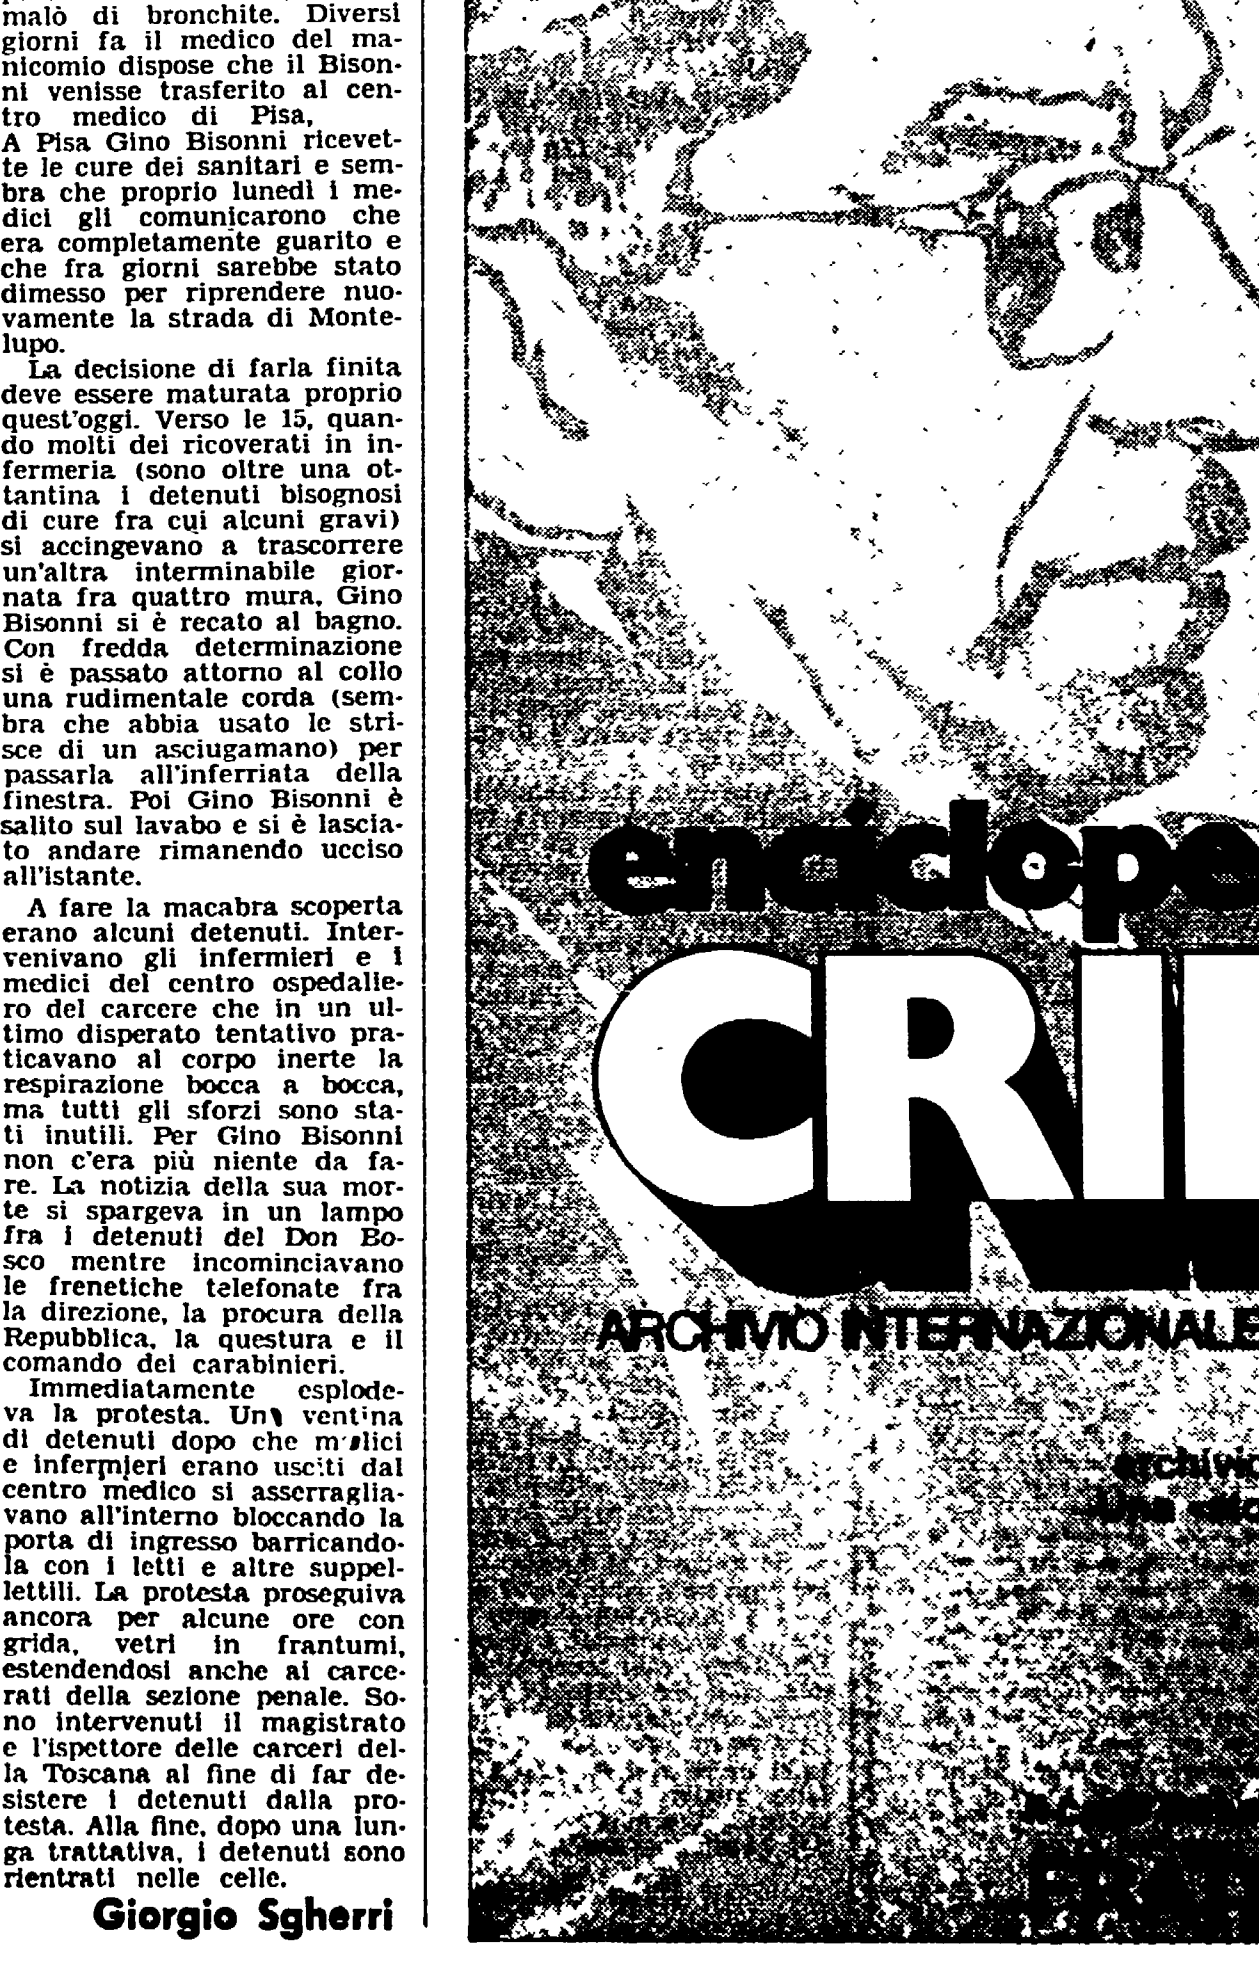 malò di bronchite. Diversi
giorni fa il medico del ma-
nicomio dispose che il Bison-
ni venisse trasferito al cen-
tro medico di Pisa,
A Pisa Gino Bisonni ricevet-
te le cure dei sanitari e sem-
bra che proprio lunedì i me-
dici gli comunicarono che
era completamente guarito e
che fra giorni sarebbe stato
dimesso per riprendere nuo-
vamente la strada di Monte-
lupo.
La decisione di farla finita
deve essere maturata proprio
quest'oggi. Verso le 15, quan-
do molti dei ricoverati in in-
fermeria (sono oltre una ot-
tantina i detenuti bisognosi
di cure fra cui alcuni gravi)
si accingevano a trascorrere
un'altra interminabile gior-
nata fra quattro mura, Gino
Bisonni si è recato al bagno.
Con fredda determinazione
si è passato attorno al collo
una rudimentale corda (sem-
bra che abbia usato le stri-
sce di un asciugamano) per
passarla all'inferriata della
finestra. Poi Gino Bisonni è
salito sul lavabo e si è lascia-
to andare rimanendo ucciso
all'istante.
A fare la macabra scoperta
erano alcuni detenuti. Inter-
venivano gli infermieri e i
medici del centro ospedalie-
ro del carcere che in un ul-
timo disperato tentativo pra-
ticavano al corpo inerte la
respirazione bocca a bocca,
ma tutti gli sforzi sono sta-
ti inutili. Per Gino Bisonni
non c'era più niente da fa-
re. La notizia della sua mor-
te si spargeva in un lampo
fra i detenuti del Don Bo-
sco mentre incominciavano
le frenetiche telefonate fra
la direzione, la procura della
Repubblica, la questura e il
comando dei carabinieri.
Immediatamente esplode-
va la protesta. Una ventina
di detenuti dopo che medici
e infermieri erano usciti dal
centro medico si asserraglia-
vano all'interno bloccando la
porta di ingresso barricando-
la con i letti e altre suppel-
lettili. La protesta proseguiva
ancora per alcune ore con
grida, vetri in frantumi,
estendendosi anche ai carce-
rati della sezione penale. So-
no intervenuti il magistrato
e l'ispettore delle carceri del-
la Toscana al fine di far de-
sistere i detenuti dalla pro-
testa. Alla fine, dopo una lun-
ga trattativa, i detenuti sono
rientrati nelle celle.
Giorgio Sgherri
enciclope
CRI
ARCHIVIO INTERNAZIONALE
archivio
Una
FRAT